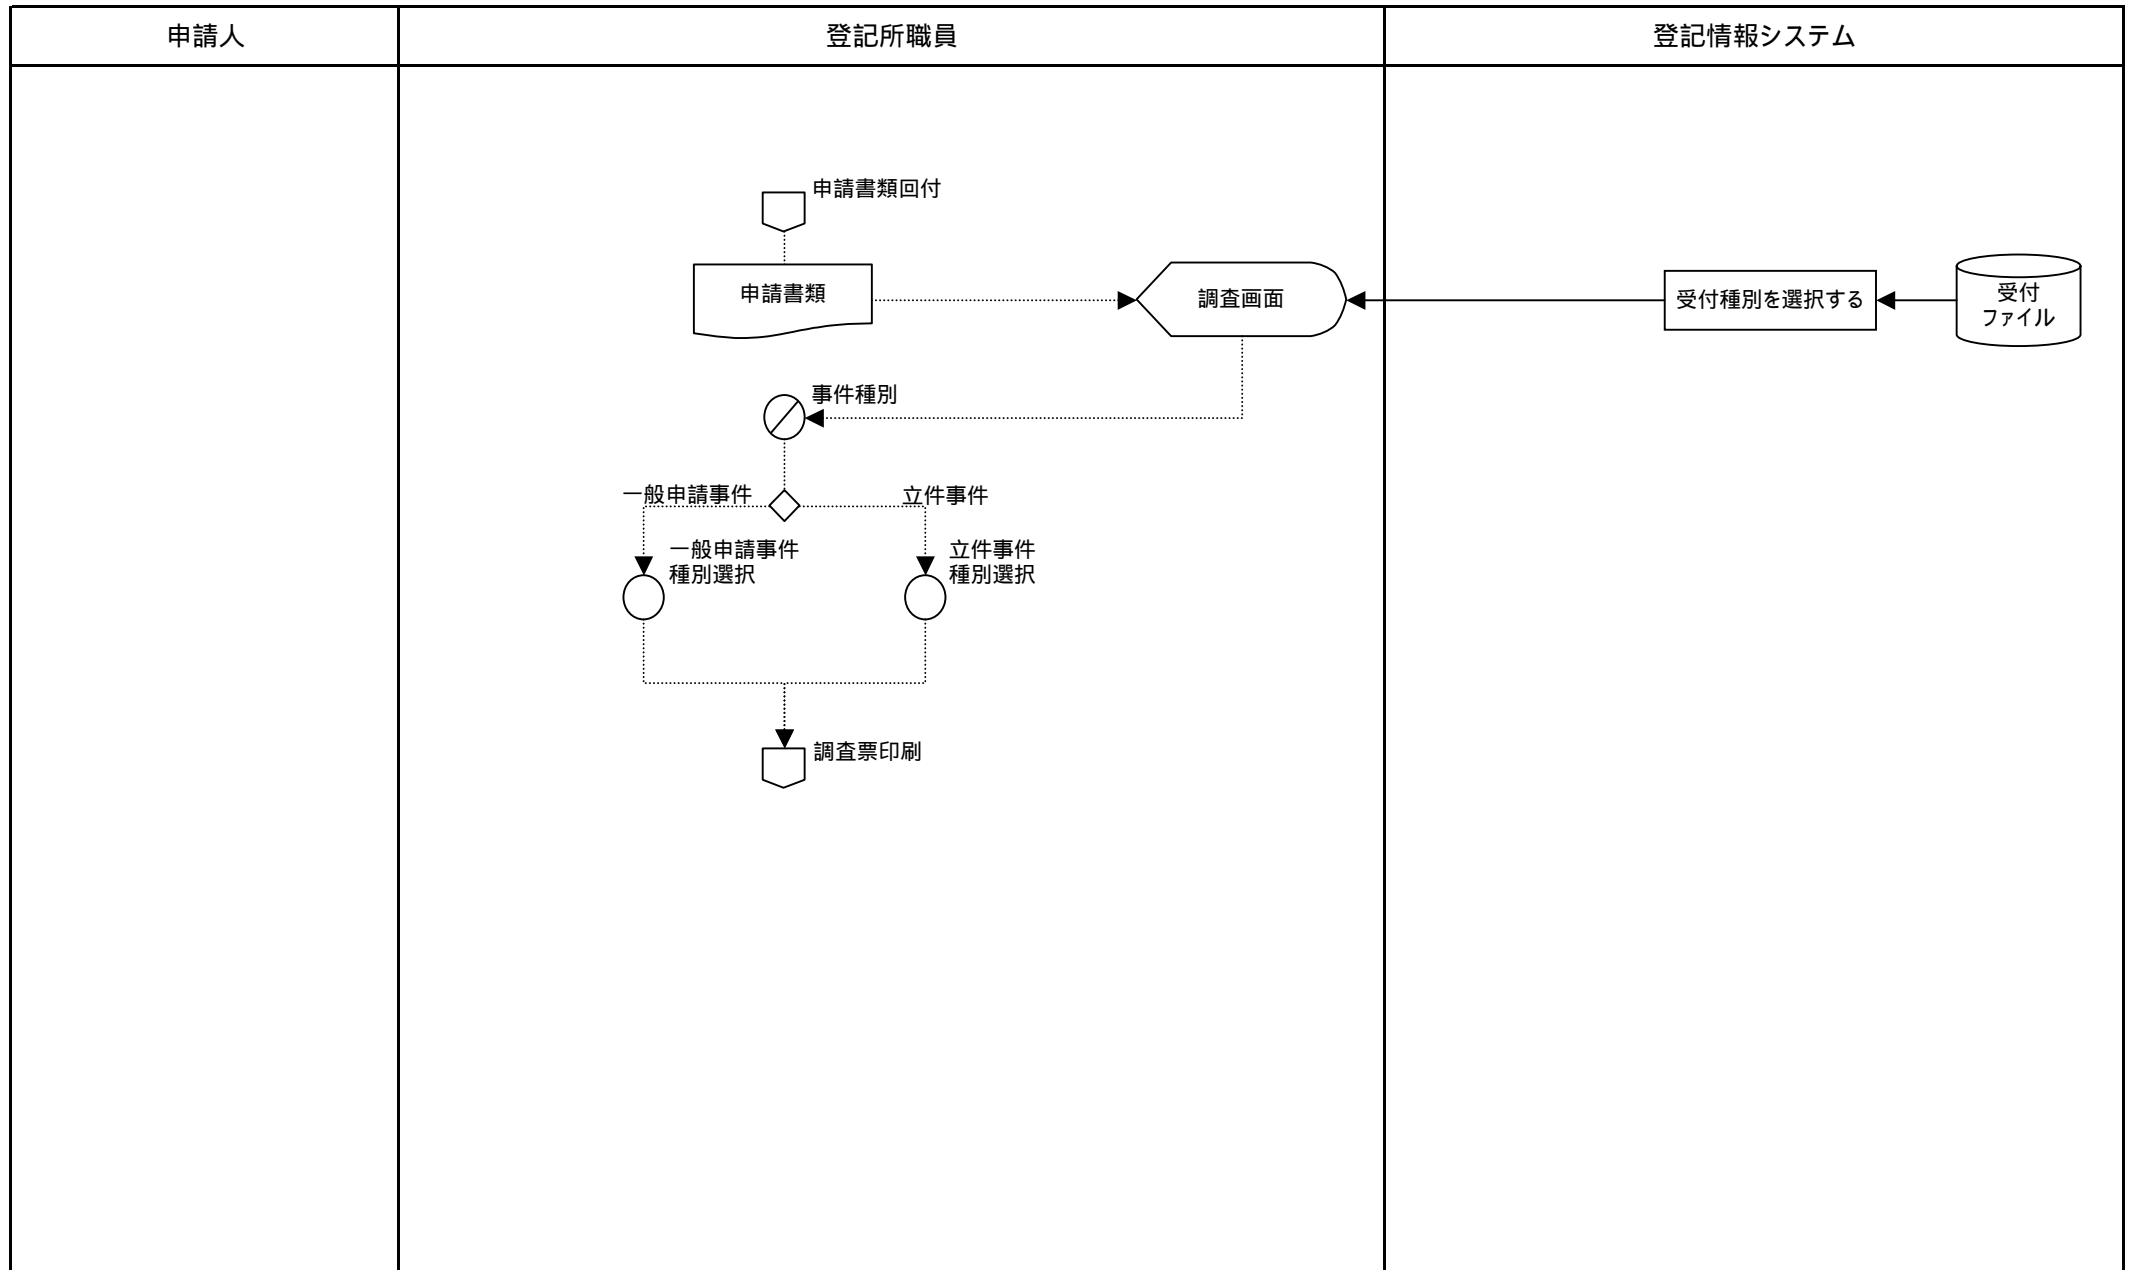 申請人
登記所職員
登記情報システム
申請書類回付
申請書類
調査画面
受付種別を選択する
受付
ファイル
事件種別
一般申請事件
立件事件
一般申請事件
種別選択
立件事件
種別選択
調査票印刷